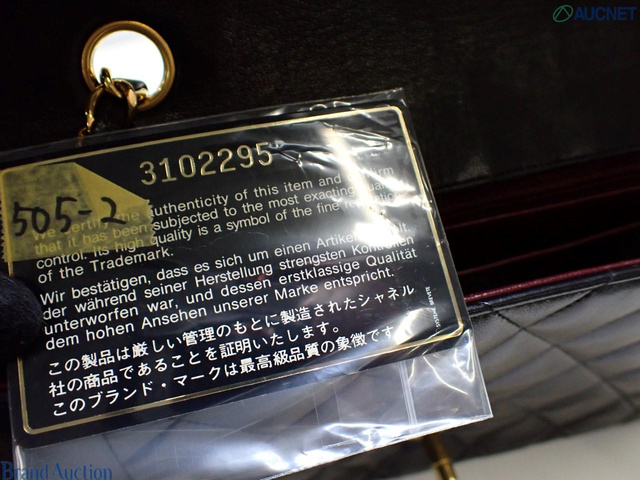 AUCNET
3102295
505-2
authenticity of this item and
that it has been subjected to the most exacting
control. Its high quality is a symbol of the fine
of the Trademark.
Wir bestätigen, dass es sich um einen Artikel
der während seiner Herstellung strengsten Kontrollen
unterworfen war, und dessen erstklassige Qualität
dem hohen Ansehen unserer Marke entspricht.
この製品は厳しい管理のもとに製造されたシャネル
社の商品であることを証明いたします。
このブランド・マークは最高級品質の象徴です
Brand Auction